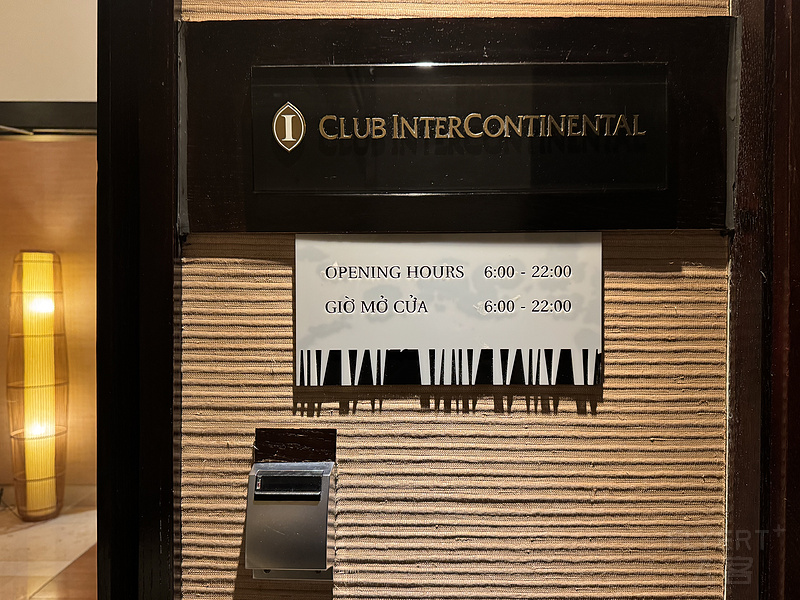 I CLUB INTERCONTINENTAL
OPENING HOURS 6:00 - 22:00
GIỜ MỞ CỬA 6:00 - 22:00